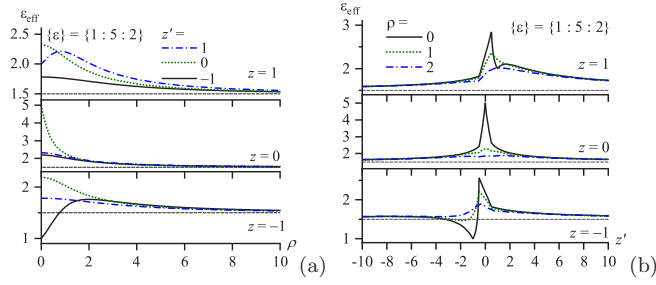 ε_eff
{ε} = {1 : 5 : 2}
z' =
1
0
−1
2.5
2.0
1.5
z = 1
5
4
3
2
z = 0
2
1
z = −1
0 2 4 6 8 10
ρ
(a)
ε_eff
ρ =
0
1
2
{ε} = {1 : 5 : 2}
3
2
z = 1
5
4
3
2
z = 0
2
1
z = −1
-10 -8 -6 -4 -2 0 2 4 6 8 10
z'
(b)